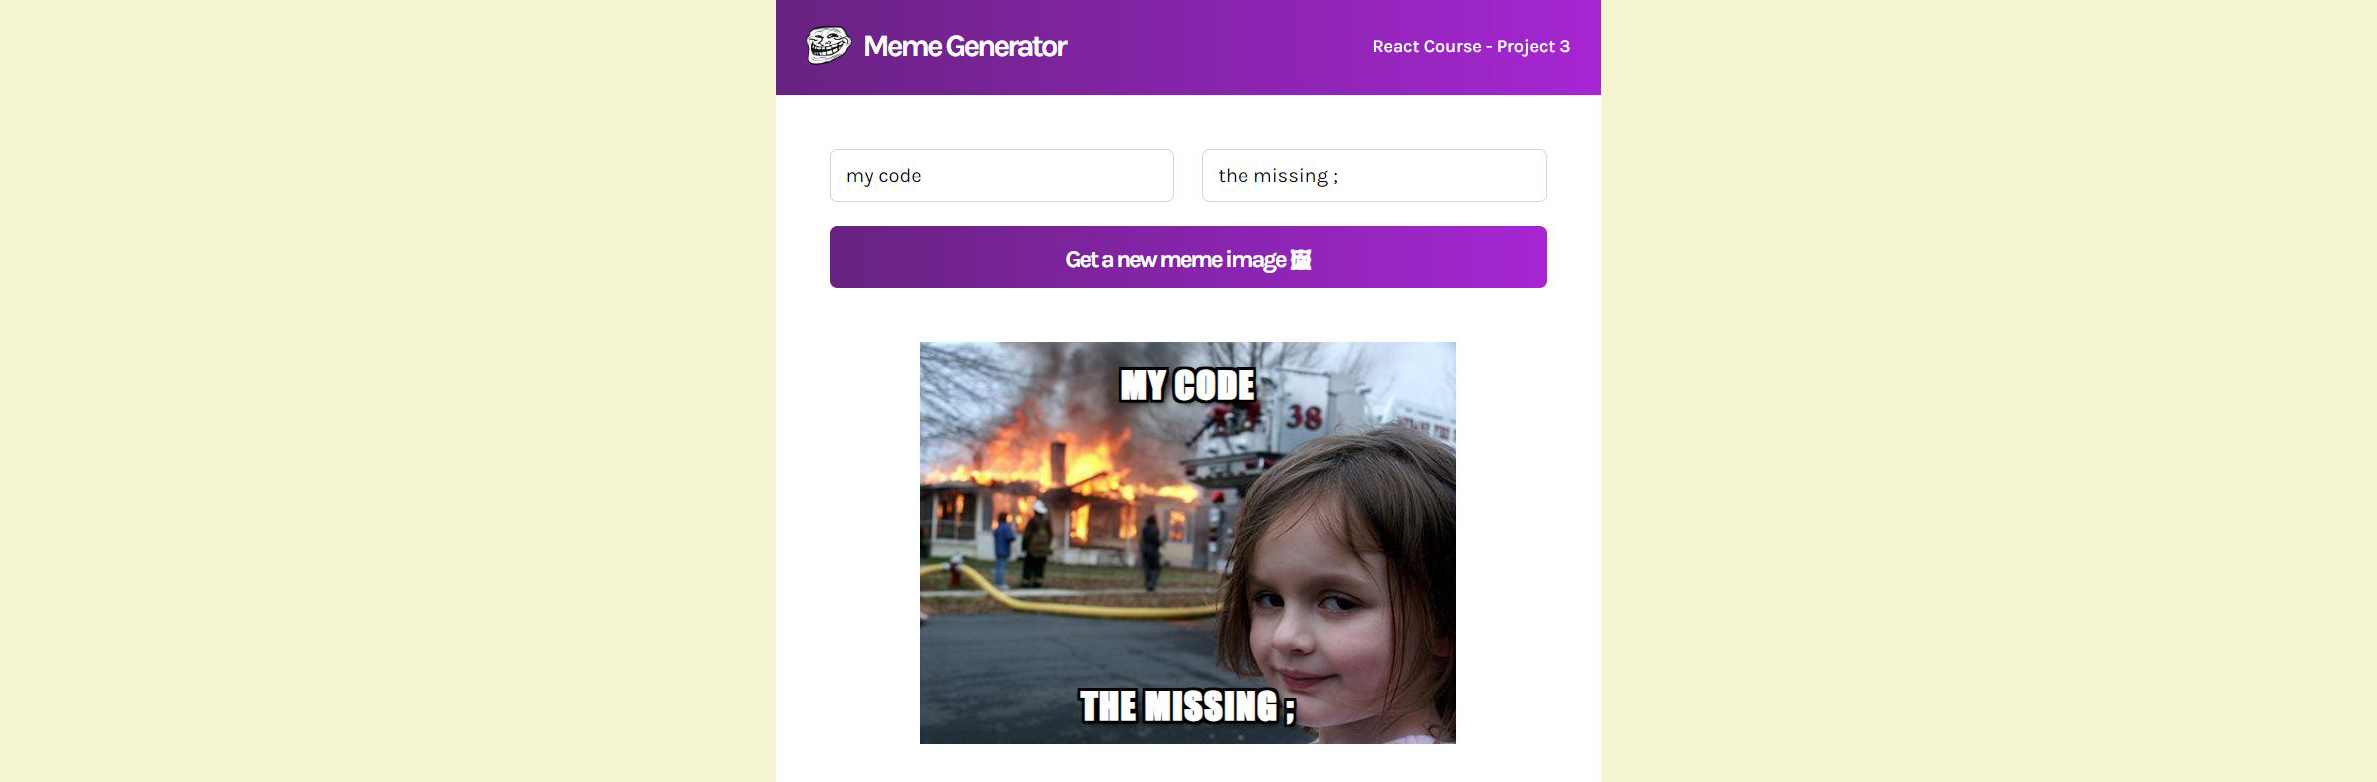 Meme Generator
React Course - Project 3
my code
the missing ;
Get a new meme image 🖼
MY CODE
38
THE MISSING ;